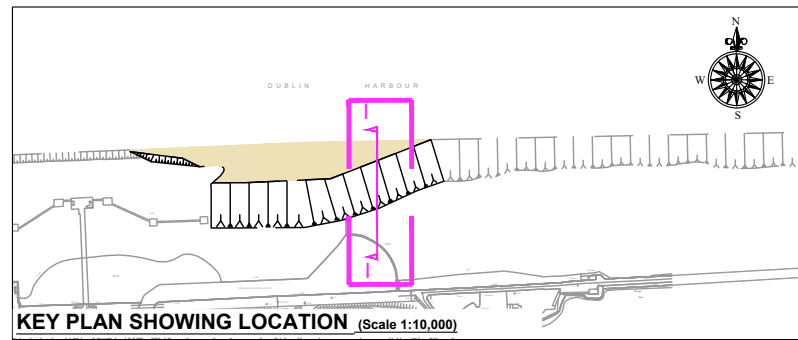 N
DUBLIN HARBOUR
W E
S
I
I
KEY PLAN SHOWING LOCATION (Scale 1:10,000)